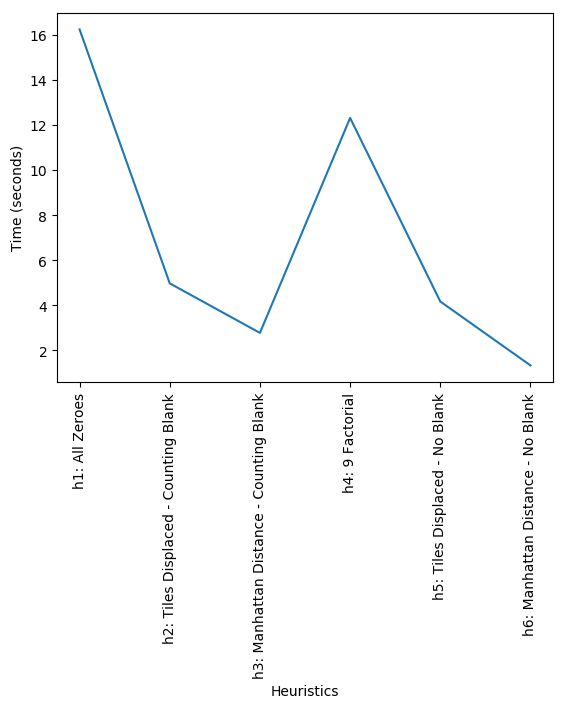 16
14
12
10
8
6
4
2
Time (seconds)
h1: All Zeroes
h2: Tiles Displaced - Counting Blank
h3: Manhattan Distance - Counting Blank
h4: 9 Factorial
h5: Tiles Displaced - No Blank
h6: Manhattan Distance - No Blank
Heuristics